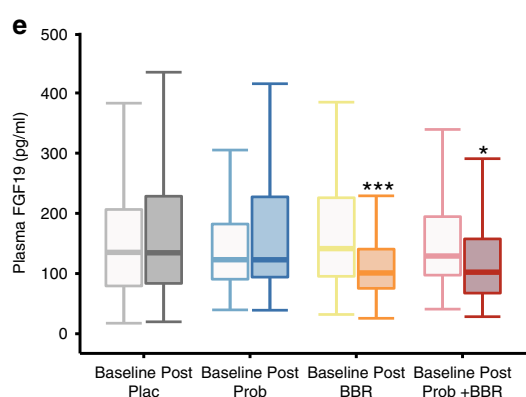 e
Plasma FGF19 (pg/ml)
500
400
300
200
100
0
***
*
Baseline Post Baseline Post Baseline Post Baseline Post
Plac Prob BBR Prob +BBR